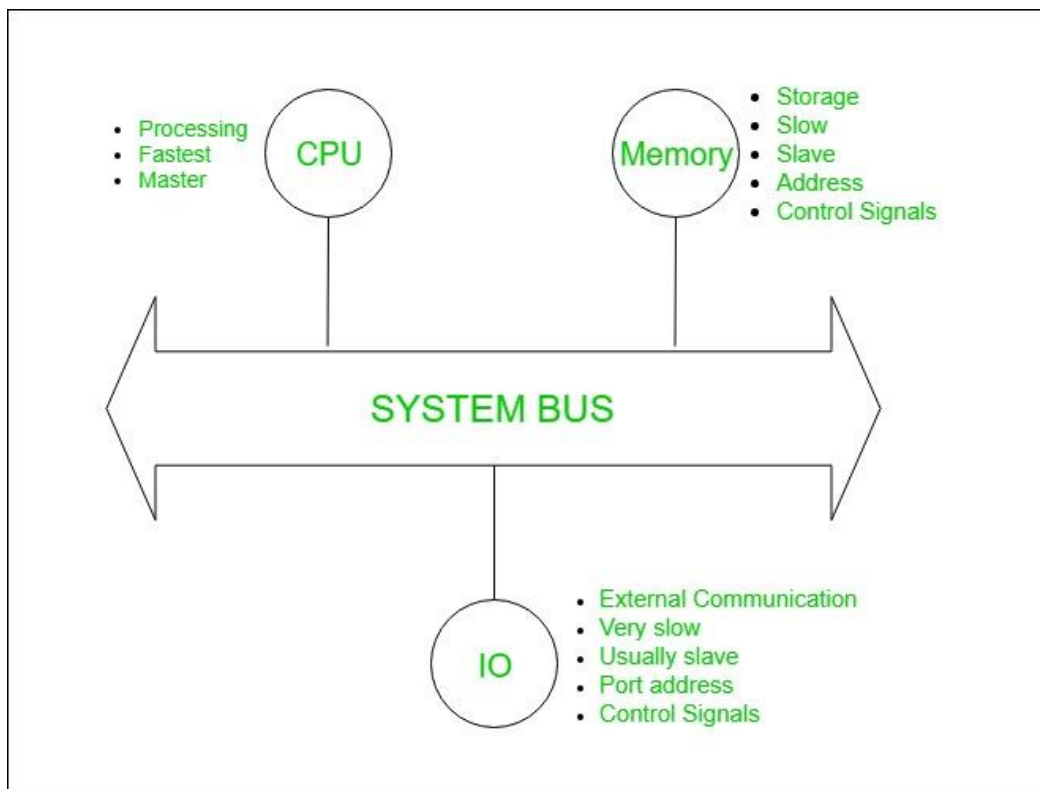 Processing
Fastest
Master
CPU
Memory
Storage
Slow
Slave
Address
Control Signals
SYSTEM BUS
IO
External Communication
Very slow
Usually slave
Port address
Control Signals